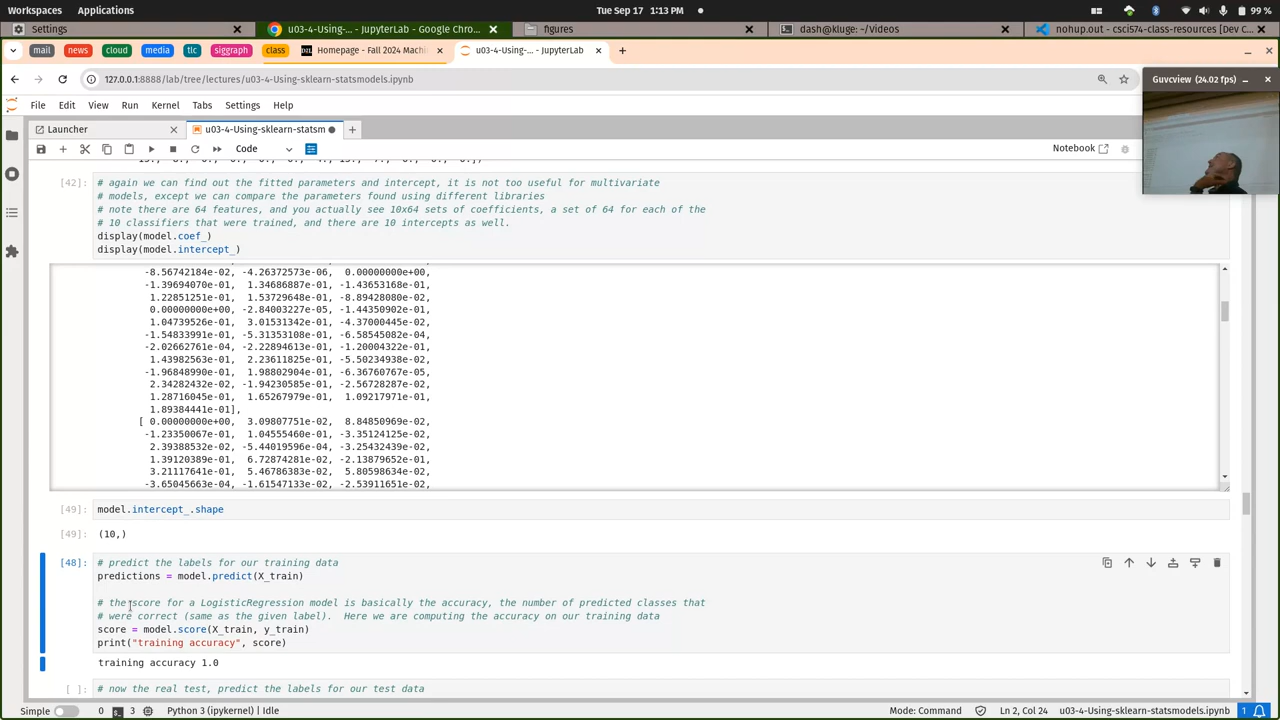 Workspaces Applications Tue Sep 17 1:13 PM 99 %
Settings u03-4-Using-... - JupyterLab - Google Chro... figures dash@kluge: ~/Videos nohup.out - csci574-class-resources [Dev C
mail news cloud media tlc siggraph class Homepage - Fall 2024 Machi u03-4-Using-... - JupyterLab
127.0.0.1:8888/lab/tree/lectures/u03-4-Using-sklearn-statsmodels.ipynb
Guvcview (24.02 fps)
File Edit View Run Kernel Tabs Settings Help
Launcher u03-4-Using-sklearn-statsm
Code Notebook
[42]: # again we can find out the fitted parameters and intercept, it is not too useful for multivariate
# models, except we can compare the parameters found using different libraries
# note there are 64 features, and you actually see 10x64 sets of coefficients, a set of 64 for each of the
# 10 classifiers that were trained, and there are 10 intercepts as well.
display(model.coef_)
display(model.intercept_)
-8.56742184e-02, -4.26372573e-06, 0.00000000e+00,
-1.39694070e-01, 1.34686887e-01, -1.43653168e-01,
1.22851251e-01, 1.53729648e-01, -8.89428080e-02,
0.00000000e+00, -2.84003227e-05, -1.44350902e-01,
1.04739526e-01, 3.01531342e-01, -4.37000445e-02,
-1.54833991e-01, -5.31353108e-01, -6.58545082e-04,
-2.02662761e-04, -2.22894613e-01, -1.20004322e-01,
1.43982563e-01, 2.23611825e-01, -5.50234938e-02,
-1.96848990e-01, 1.98802904e-01, -6.36760767e-05,
2.34282432e-02, -1.94230585e-01, -2.56728287e-02,
1.28716045e-01, 1.65267979e-01, 1.09217971e-01,
1.89384441e-01],
[ 0.00000000e+00, 3.09807751e-02, 8.84850969e-02,
-1.23350067e-01, 1.04555460e-01, -3.35124125e-02,
2.39388532e-02, -5.44019596e-04, -3.25432439e-02,
1.39120389e-01, 6.72874281e-02, -2.13879652e-01,
3.21117641e-01, 5.46786383e-02, 5.80598634e-02,
-3.65045663e-04, -1.61547133e-02, -2.53911651e-01,
[49]: model.intercept_.shape
[49]: (10,)
[48]: # predict the labels for our training data
predictions = model.predict(X_train)
# the score for a LogisticRegression model is basically the accuracy, the number of predicted classes that
# were correct (same as the given label). Here we are computing the accuracy on our training data
score = model.score(X_train, y_train)
print("training accuracy", score)
training accuracy 1.0
[ ]: # now the real test, predict the labels for our test data
Simple 0 3 Python 3 (ipykernel) | Idle Mode: Command Ln 2, Col 24 u03-4-Using-sklearn-statsmodels.ipynb 1